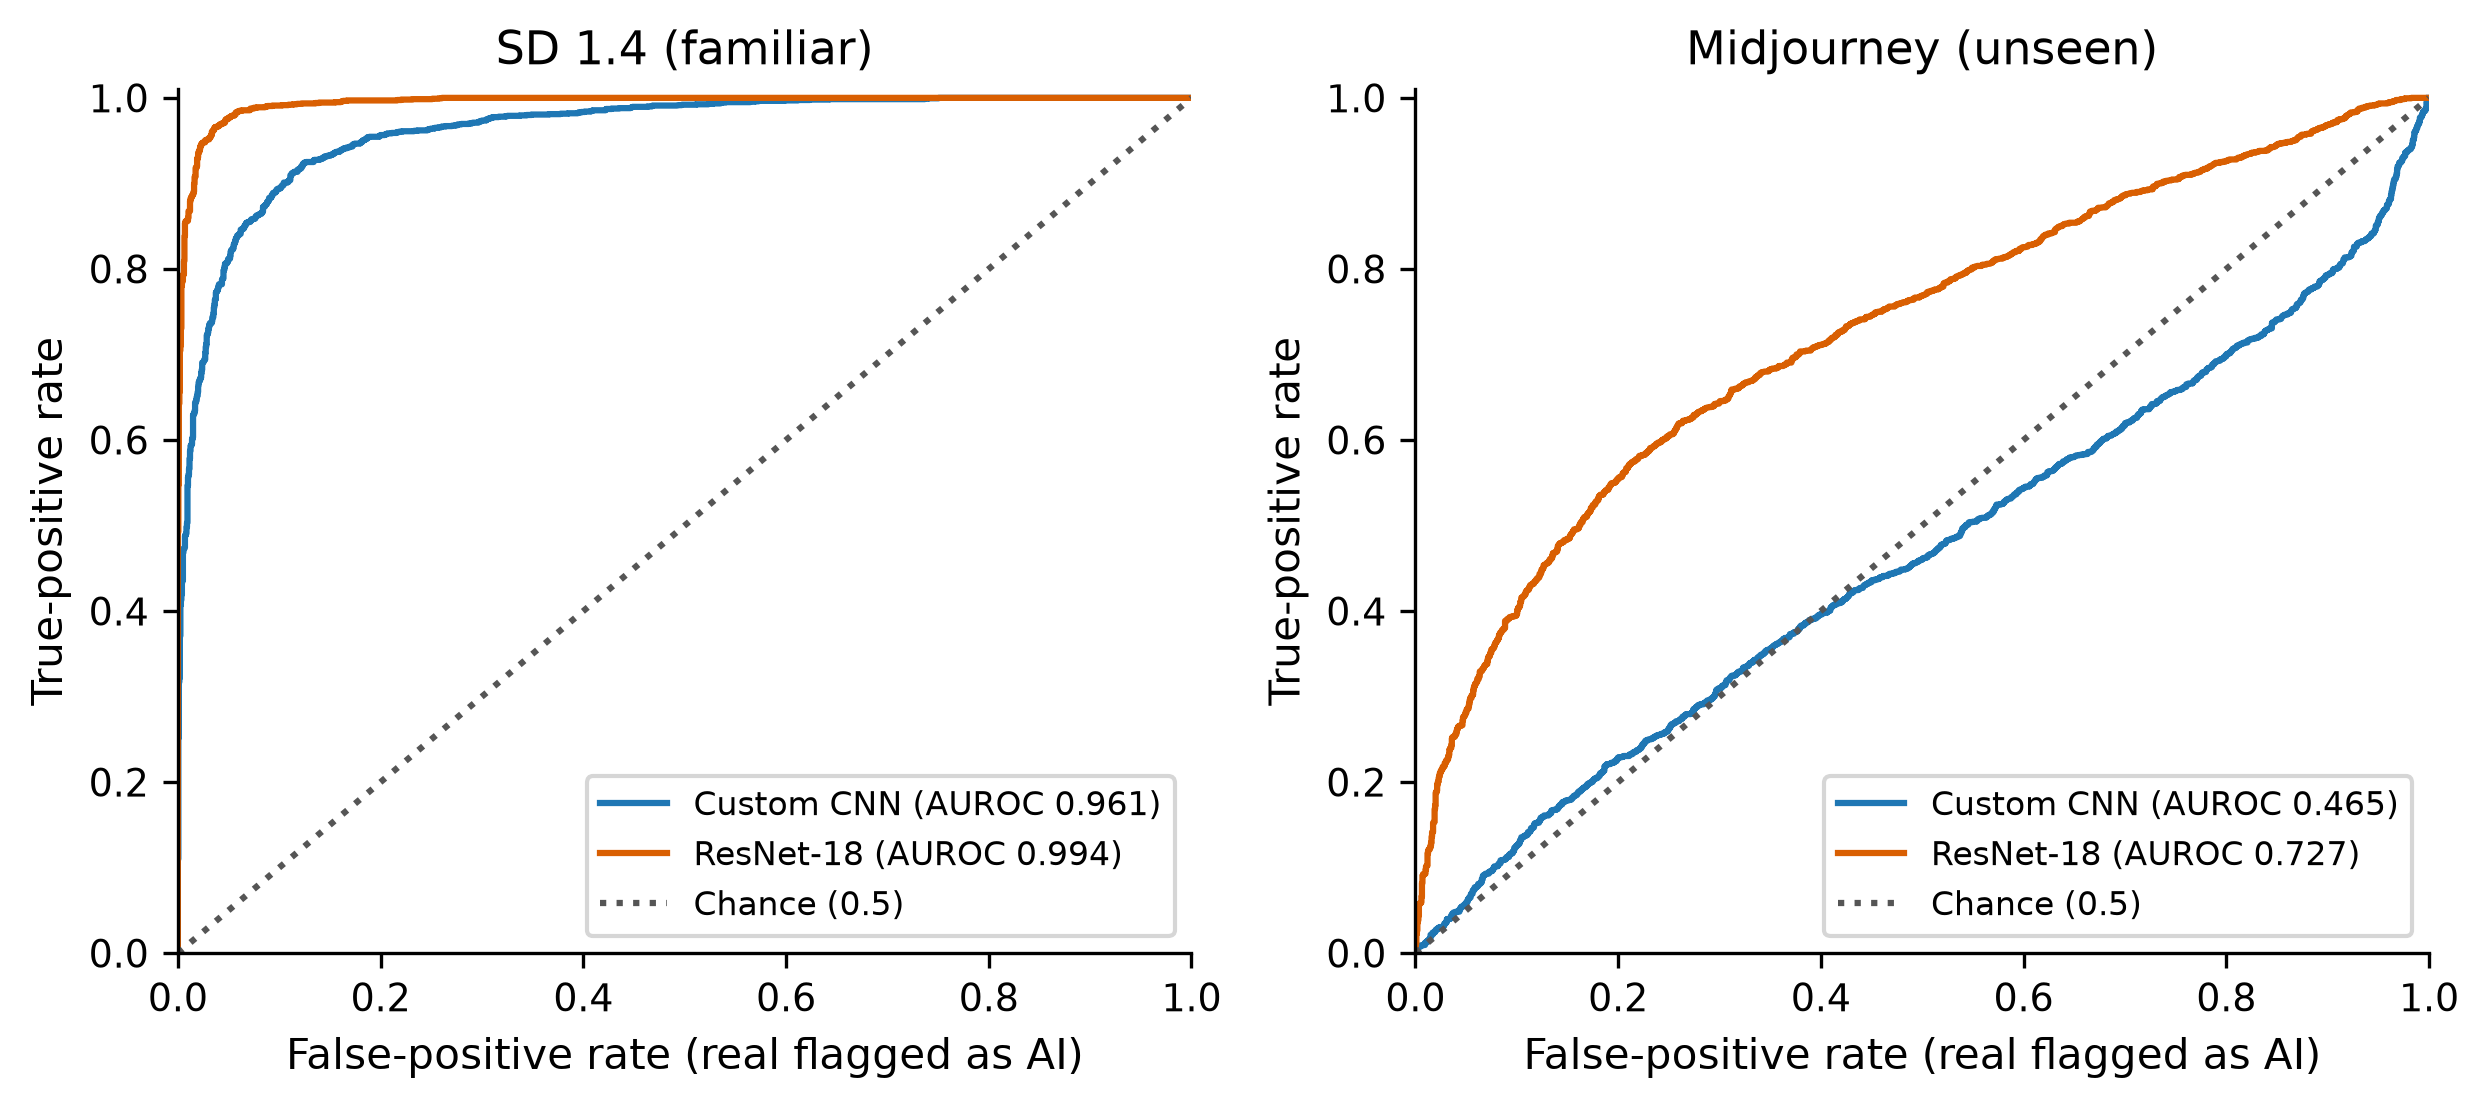 SD 1.4 (familiar)
True-positive rate
1.0
0.8
0.6
0.4
0.2
0.0
Custom CNN (AUROC 0.961)
ResNet-18 (AUROC 0.994)
Chance (0.5)
0.0 0.2 0.4 0.6 0.8 1.0
False-positive rate (real flagged as AI)
Midjourney (unseen)
True-positive rate
1.0
0.8
0.6
0.4
0.2
0.0
Custom CNN (AUROC 0.465)
ResNet-18 (AUROC 0.727)
Chance (0.5)
0.0 0.2 0.4 0.6 0.8 1.0
False-positive rate (real flagged as AI)